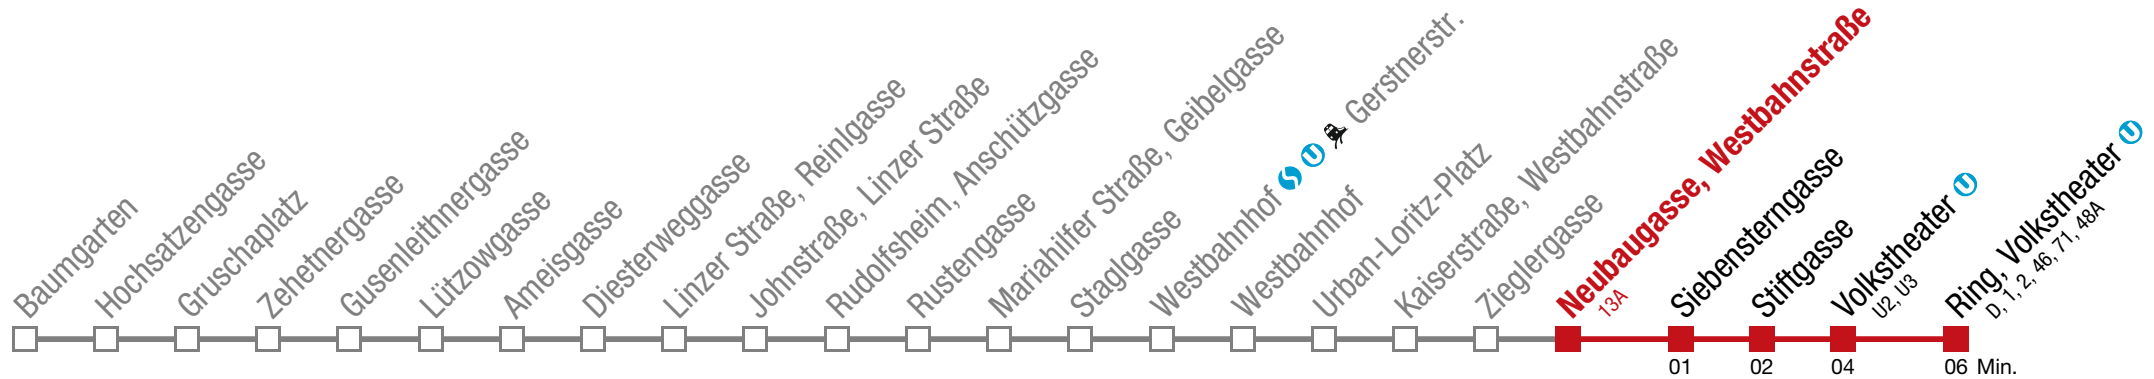 Baumgarten
Hochsatzengasse
Gruschaplatz
Zehetnergasse
Gusenleithnergasse
Lützowgasse
Ameisgasse
Diesterweggasse
Linzer Straße, Reinlgasse
Johnstraße, Linzer Straße
Rudolfsheim, Anschützgasse
Rustengasse
Mariahilfer Straße, Geibelgasse
Staglgasse
Westbahnhof S U Gerstnerstr.
Westbahnhof
Urban-Loritz-Platz
Kaiserstraße, Westbahnstraße
Zieglergasse
Neubaugasse, Westbahnstraße
13A
Siebensterngasse
Stiftgasse
Volkstheater U
U2, U3
Ring, Volkstheater U
D, 1, 2, 46, 71, 48A
01 02 04 06 Min.